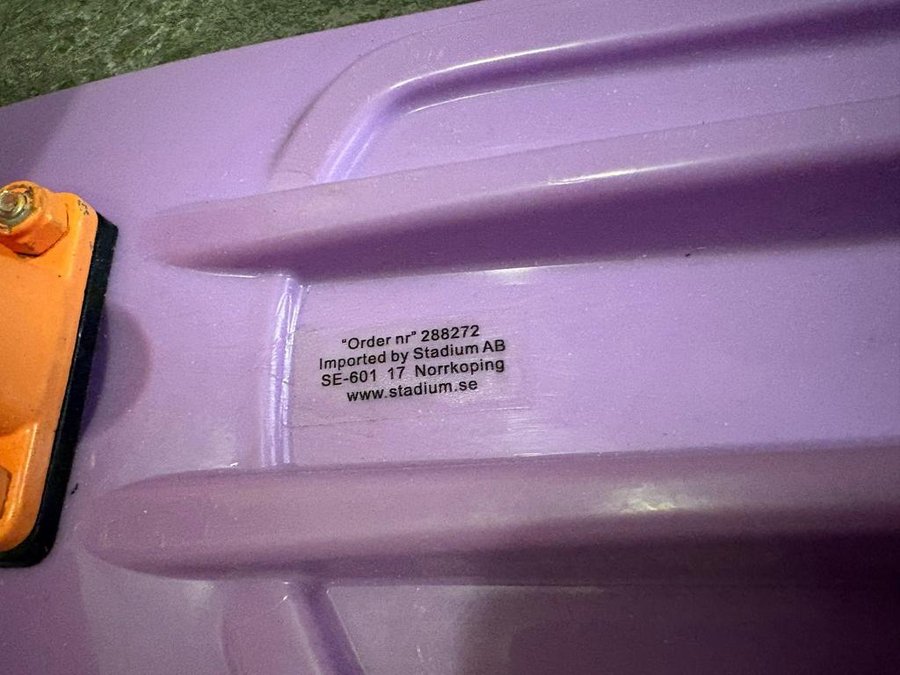 “Order nr” 288272
Imported by Stadium AB
SE-601 17 Norrkoping
www.stadium.se